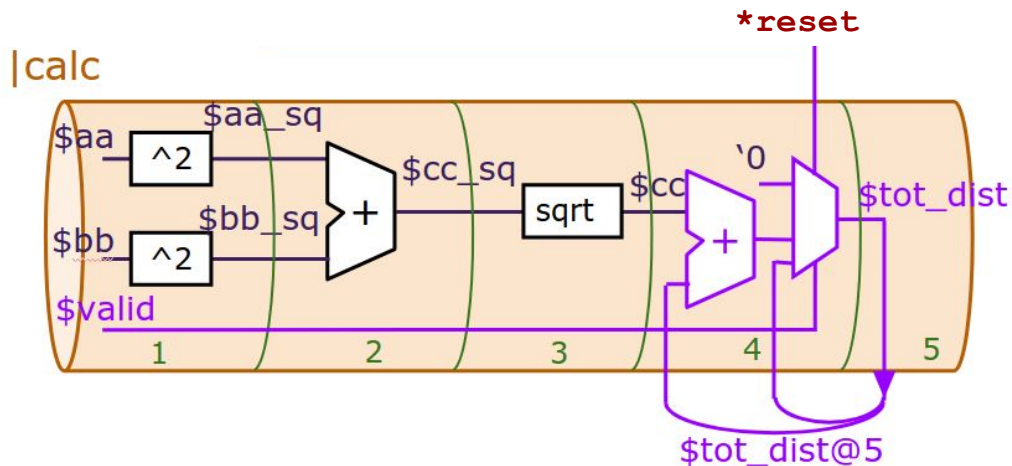 *reset
|calc
$aa
^2
$aa_sq
$bb
^2
$bb_sq
+
$cc_sq
sqrt
$cc
+
`0
$tot_dist
$valid
1
2
3
4
5
$tot_dist@5